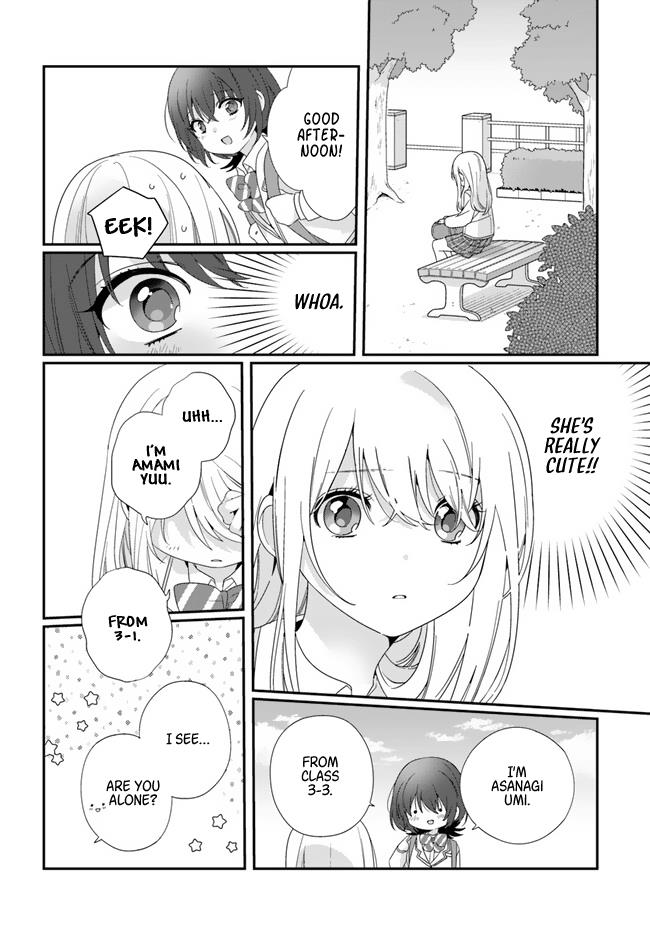 GOOD
AFTER-
NOON!
EEK!
WHOA.
SHE'S
REALLY
CUTE!!
I'M
ASANAGI
UMI.
FROM
CLASS
3-3.
UHH...
I'M
AMAMI
YUU.
FROM
3-1.
I SEE...
ARE YOU
ALONE?